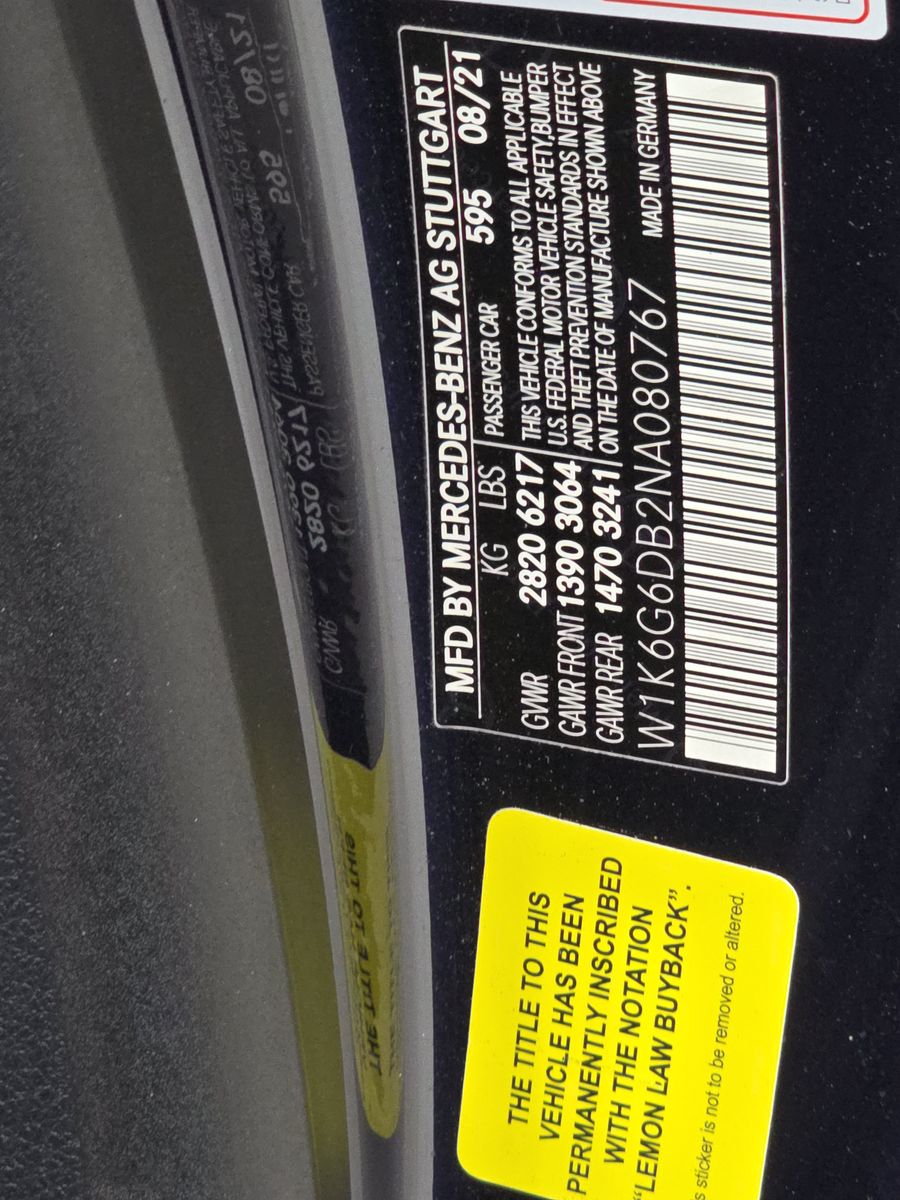 MFD BY MERCEDES-BENZ AG STUTTGART
KG LBS PASSENGER CAR 595 08/21
GVWR 2820 6217 THIS VEHICLE CONFORMS TO ALL APPLICABLE
GAWR FRONT 1390 3064 U.S. FEDERAL MOTOR VEHICLE SAFETY,BUMPER
GAWR REAR 1470 3241 AND THEFT PREVENTION STANDARDS IN EFFECT
ON THE DATE OF MANUFACTURE SHOWN ABOVE
W1K6G6DB2NA080767 MADE IN GERMANY
THE TITLE TO THIS
VEHICLE HAS BEEN
PERMANENTLY INSCRIBED
WITH THE NOTATION
“LEMON LAW BUYBACK”.
sticker is not to be removed or altered.